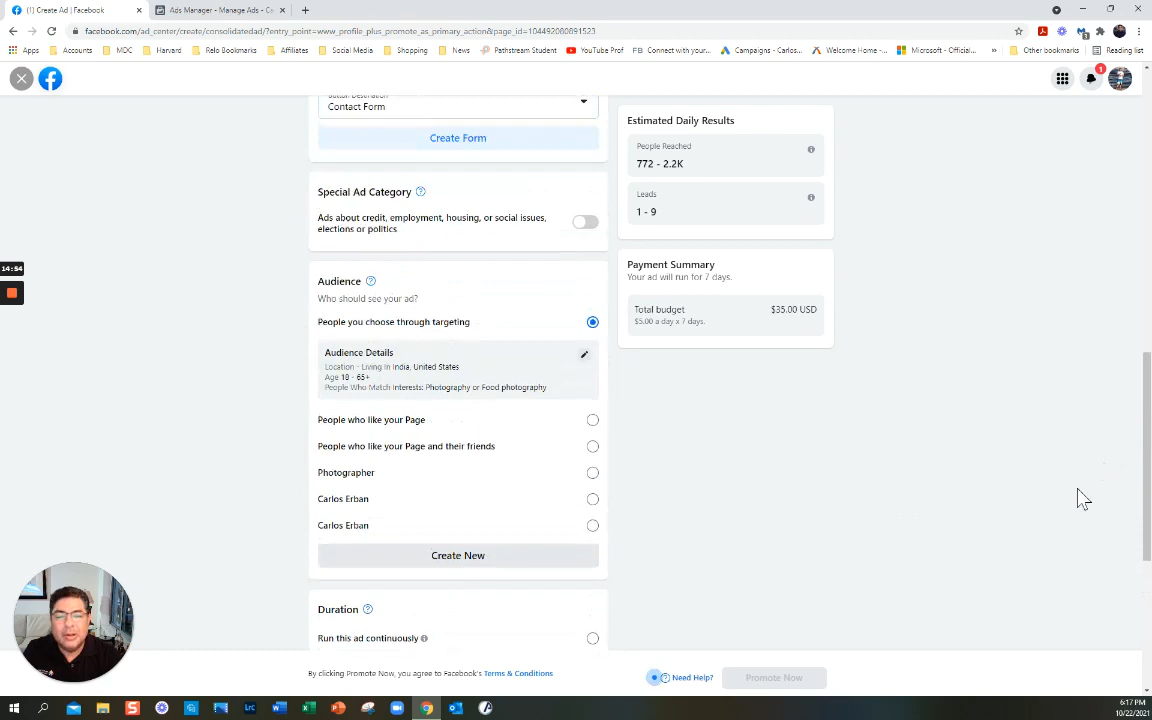 (1) Create Ad | Facebook
Ads Manager - Manage Ads - C
facebook.com/ad_center/create/consolidatedad/?entry_point=www_profile_plus_promote_as_primary_action&page_id=104492080891523
Apps
Accounts
MDC
Harvard
Relo Bookmarks
Affiliates
Social Media
Shopping
News
Pathstream Student
YouTube Prof
Connect with your...
Campaigns - Carlos...
Welcome Home -...
Microsoft - Official...
»
Other bookmarks
Reading list
1
Button Destination
Contact Form
Create Form
Special Ad Category
Ads about credit, employment, housing, or social issues,
elections or politics
Audience
Who should see your ad?
People you choose through targeting
Audience Details
Location - Living In India, United States
Age 18 - 65+
People Who Match Interests: Photography or Food photography
People who like your Page
People who like your Page and their friends
Photographer
Carlos Erban
Carlos Erban
Create New
Duration
Run this ad continuously
Estimated Daily Results
People Reached
772 - 2.2K
Leads
1 - 9
Payment Summary
Your ad will run for 7 days.
Total budget
$35.00 USD
$5.00 a day x 7 days.
14:54
By clicking Promote Now, you agree to Facebook's Terms & Conditions
Need Help?
Promote Now
6:17 PM
10/22/2021